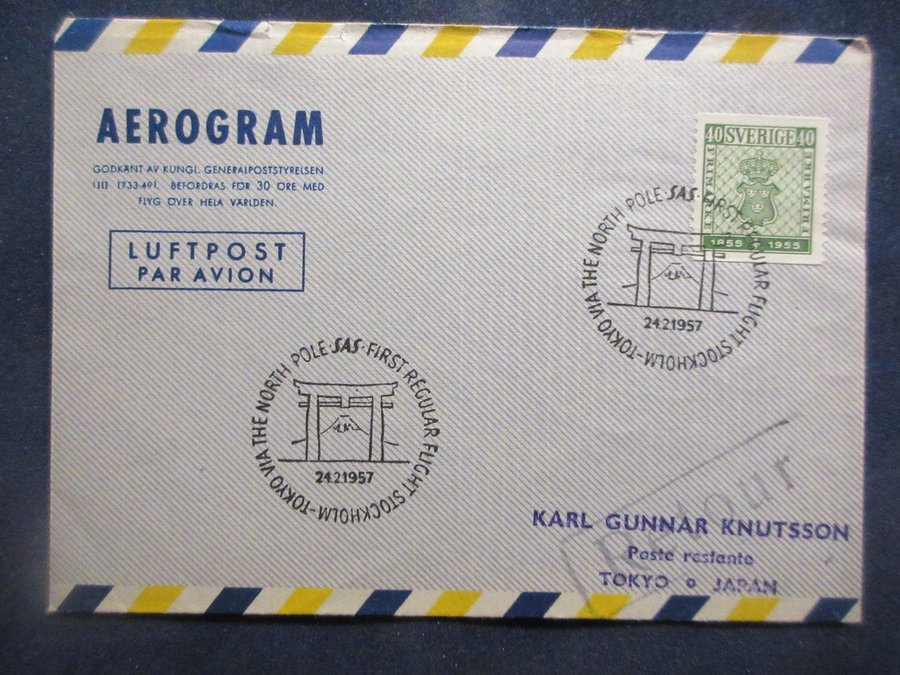 AEROGRAM
GODKÄNT AV KUNGL. GENERALPOSTSTYRELSEN
IIII 1733:491. BEFORDRAS FÖR 30 ÖRE MED
FLYG ÖVER HELA VÄRLDEN.
LUFTPOST
PAR AVION
40 SVERIGE 40
FRIMÄRKE
FRIMÄRKE
1855 1955
TOKYO VIA THE NORTH POLE · SAS · FIRST REGULAR FLIGHT STOCKHOLM –
24.2.1957
TOKYO VIA THE NORTH POLE · SAS · FIRST REGULAR FLIGHT STOCKHOLM –
24.2.1957
Retour
KARL GUNNAR KNUTSSON
Poste restante
TOKYO o JAPAN